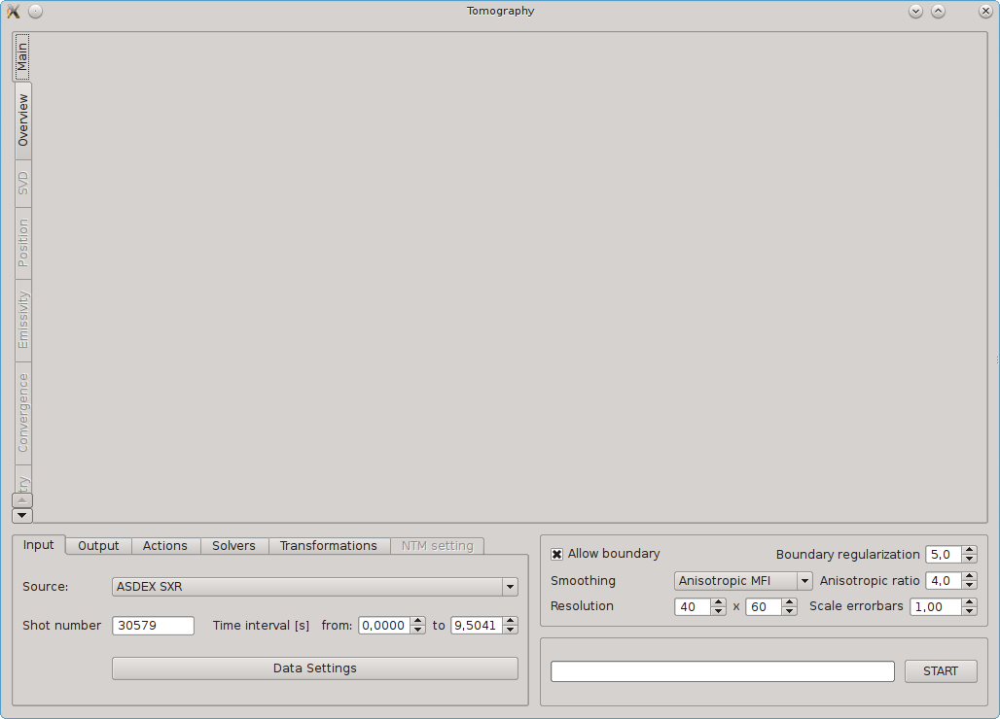 Tomography
Main
Overview
SVD
Position
Emissivity
Convergence
try
Input Output Actions Solvers Transformations NTM setting
Source: ASDEX SXR
Shot number 30579 Time interval [s] from: 0,0000 to 9,5041
Data Settings
Allow boundary Boundary regularization 5,0
Smoothing Anisotropic MFI Anisotropic ratio 4,0
Resolution 40 x 60 Scale errorbars 1,00
START